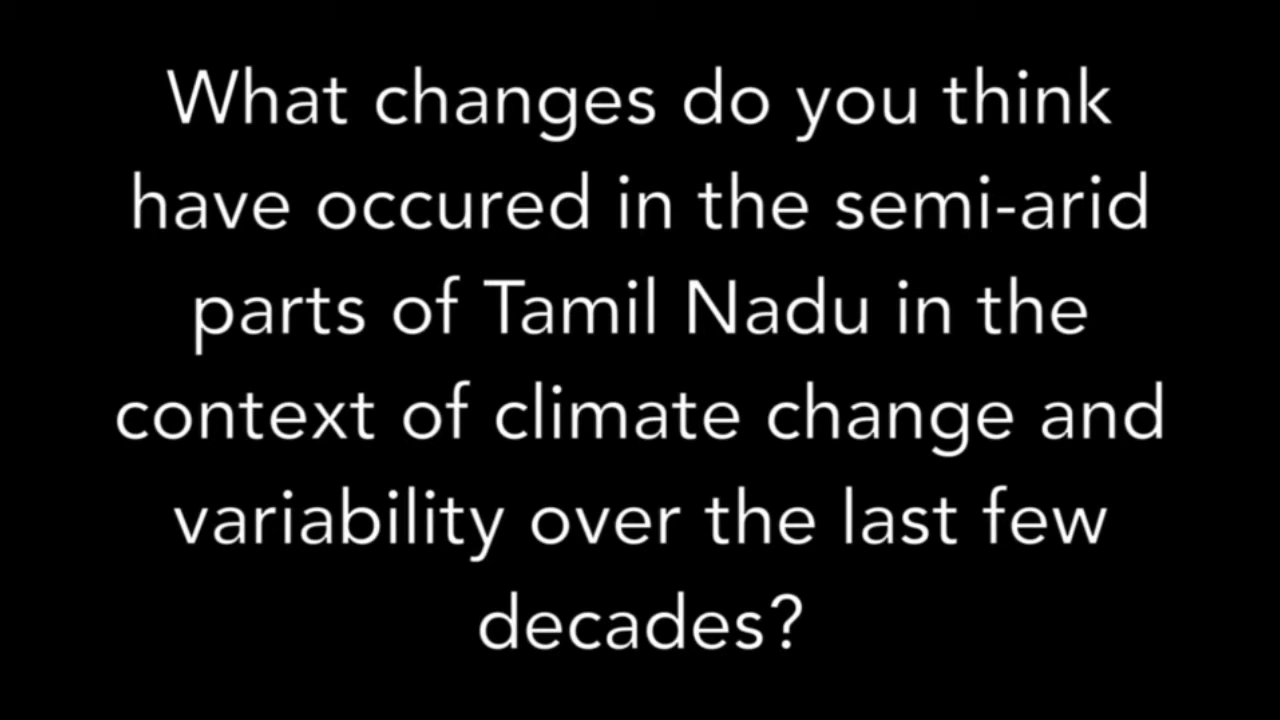 What changes do you think
have occured in the semi-arid
parts of Tamil Nadu in the
context of climate change and
variability over the last few
decades?